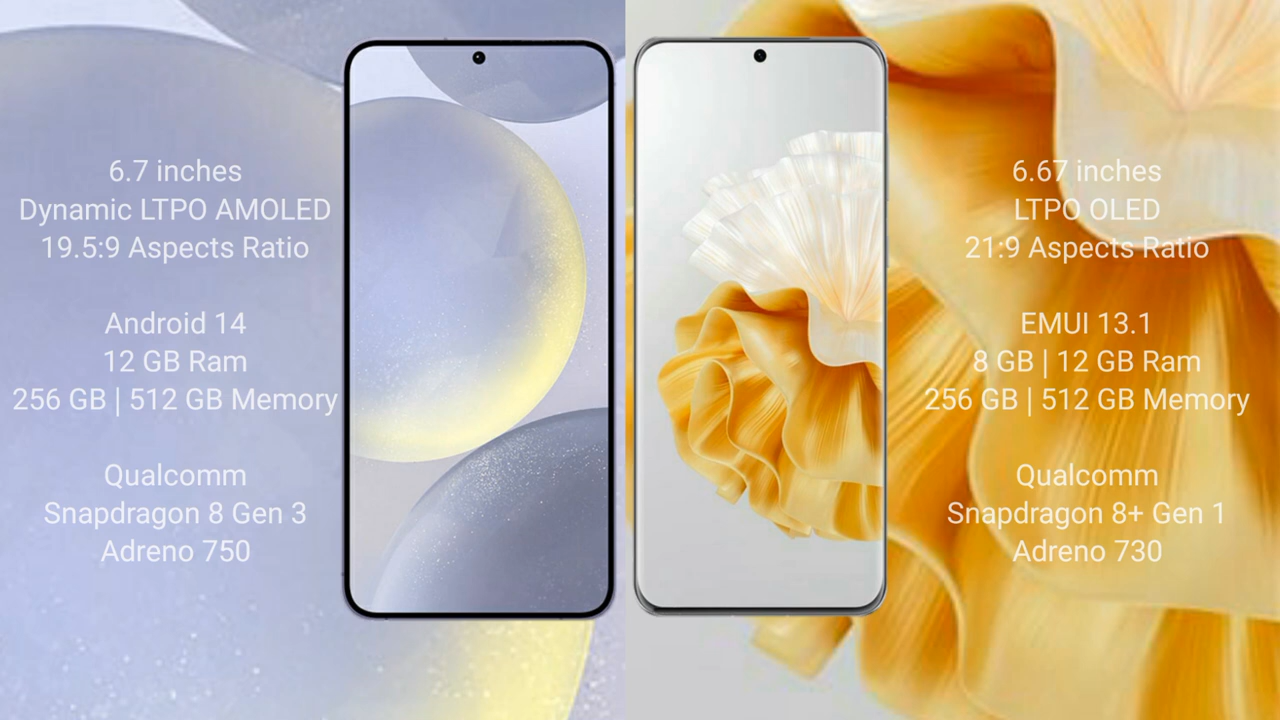 6.7 inches
Dynamic LTPO AMOLED
19.5:9 Aspects Ratio
Android 14
12 GB Ram
256 GB | 512 GB Memory
Qualcomm
Snapdragon 8 Gen 3
Adreno 750
6.67 inches
LTPO OLED
21:9 Aspects Ratio
EMUI 13.1
8 GB | 12 GB Ram
256 GB | 512 GB Memory
Qualcomm
Snapdragon 8+ Gen 1
Adreno 730